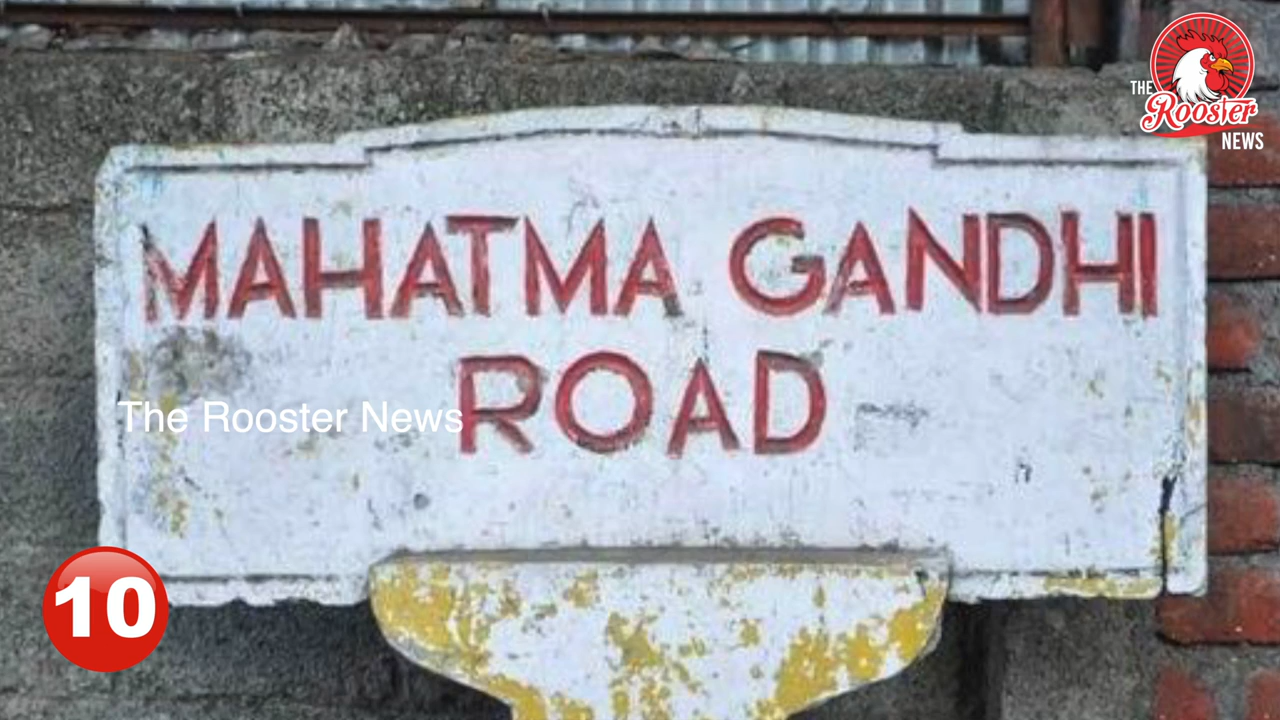 THE
Rooster
NEWS
MAHATMA GANDHI
ROAD
The Rooster News
10